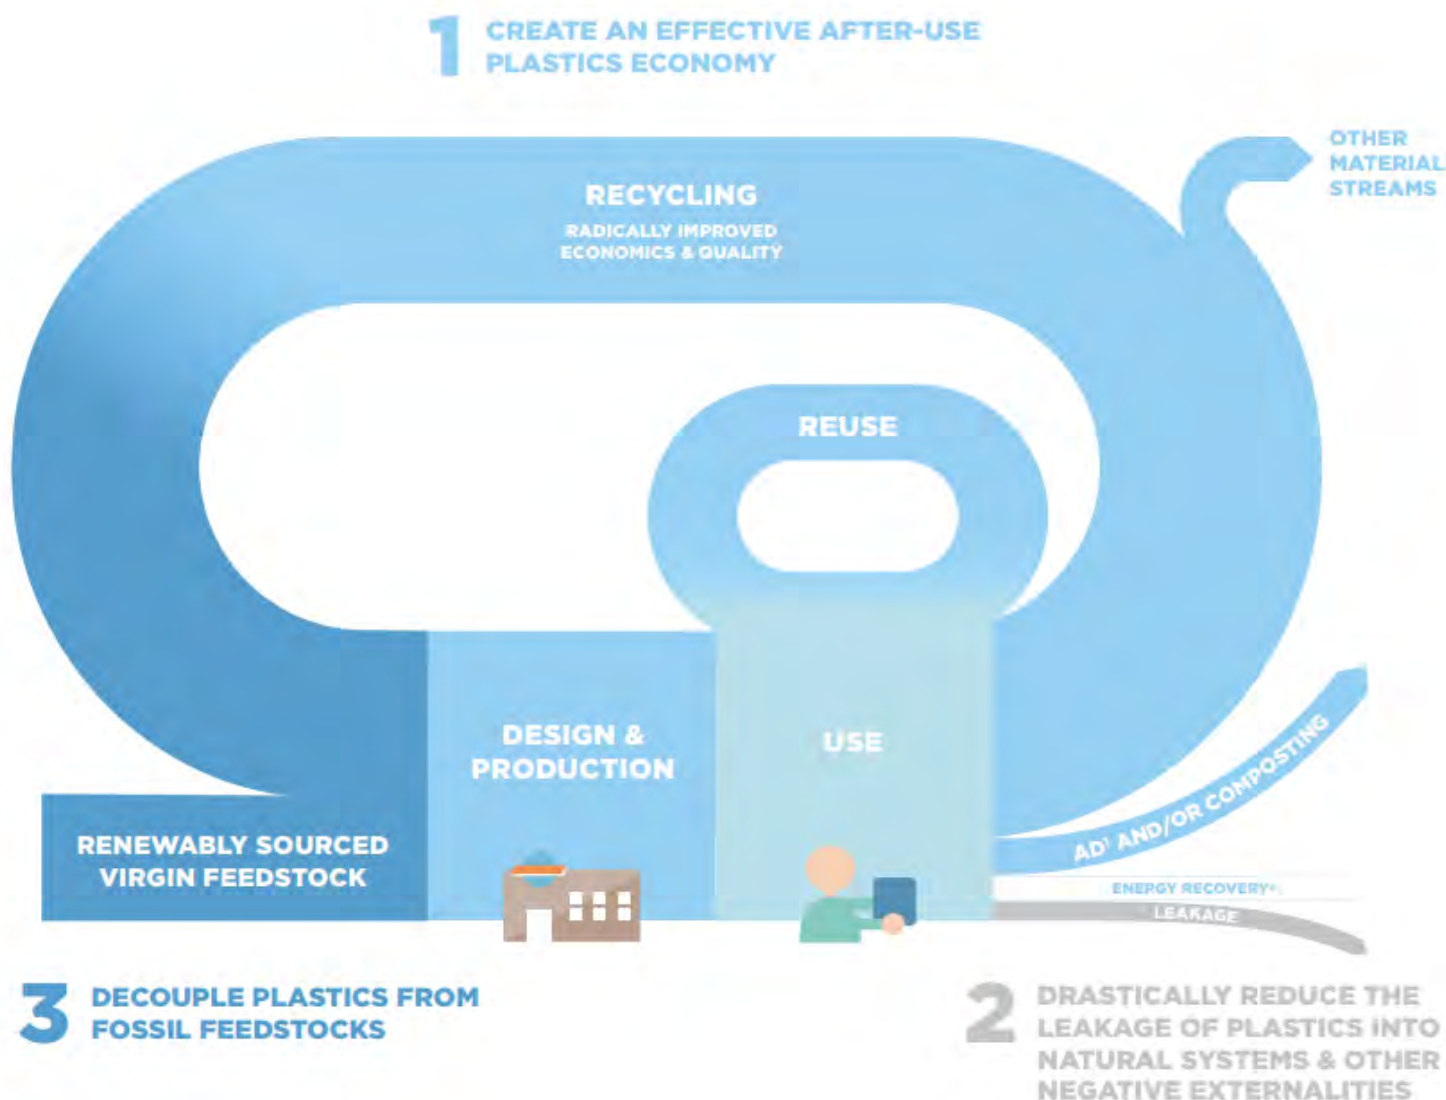 1 CREATE AN EFFECTIVE AFTER-USE
PLASTICS ECONOMY
OTHER
MATERIAL
STREAMS
RECYCLING
RADICALLY IMPROVED
ECONOMICS & QUALITY
REUSE
DESIGN &
PRODUCTION
USE
AD¹ AND/OR COMPOSTING
RENEWABLY SOURCED
VIRGIN FEEDSTOCK
ENERGY RECOVERY
LEAKAGE
3 DECOUPLE PLASTICS FROM
FOSSIL FEEDSTOCKS
2 DRASTICALLY REDUCE THE
LEAKAGE OF PLASTICS INTO
NATURAL SYSTEMS & OTHER
NEGATIVE EXTERNALITIES